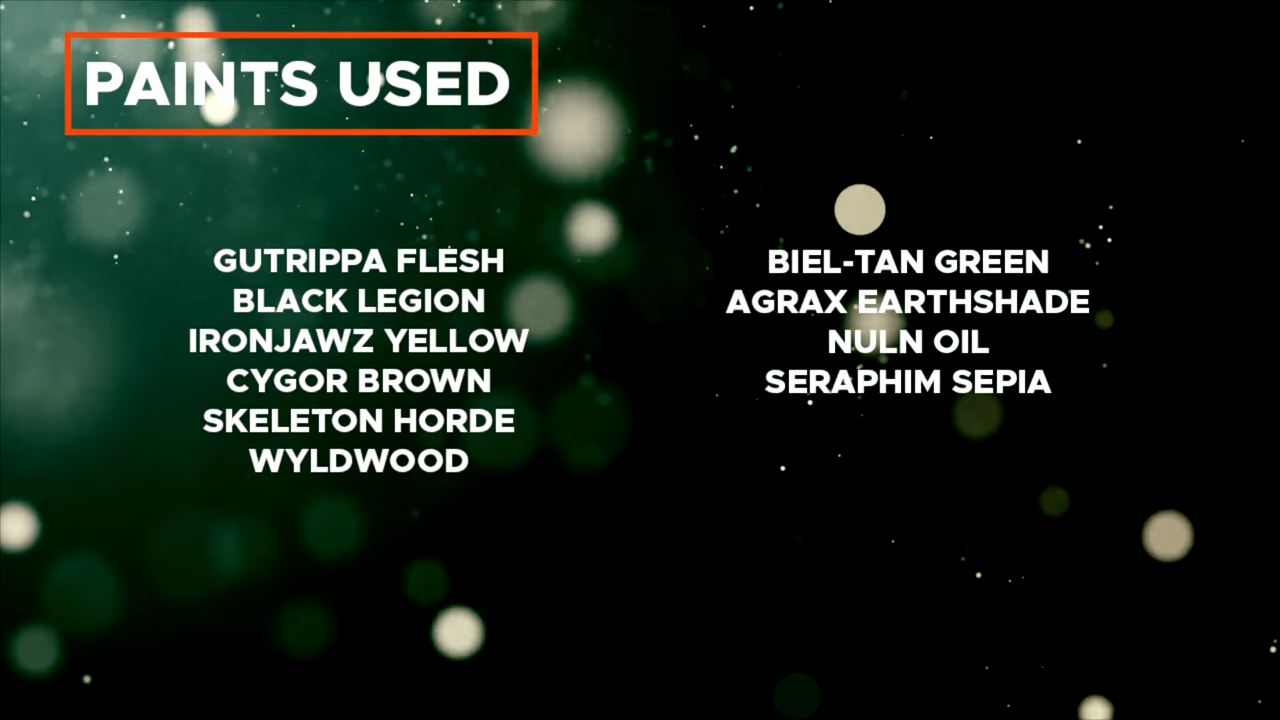 PAINTS USED
GUTRIPPA FLESH
BLACK LEGION
IRONJAWZ YELLOW
CYGOR BROWN
SKELETON HORDE
WYLDWOOD
BIEL-TAN GREEN
AGRAX EARTHSHADE
NULN OIL
SERAPHIM SEPIA